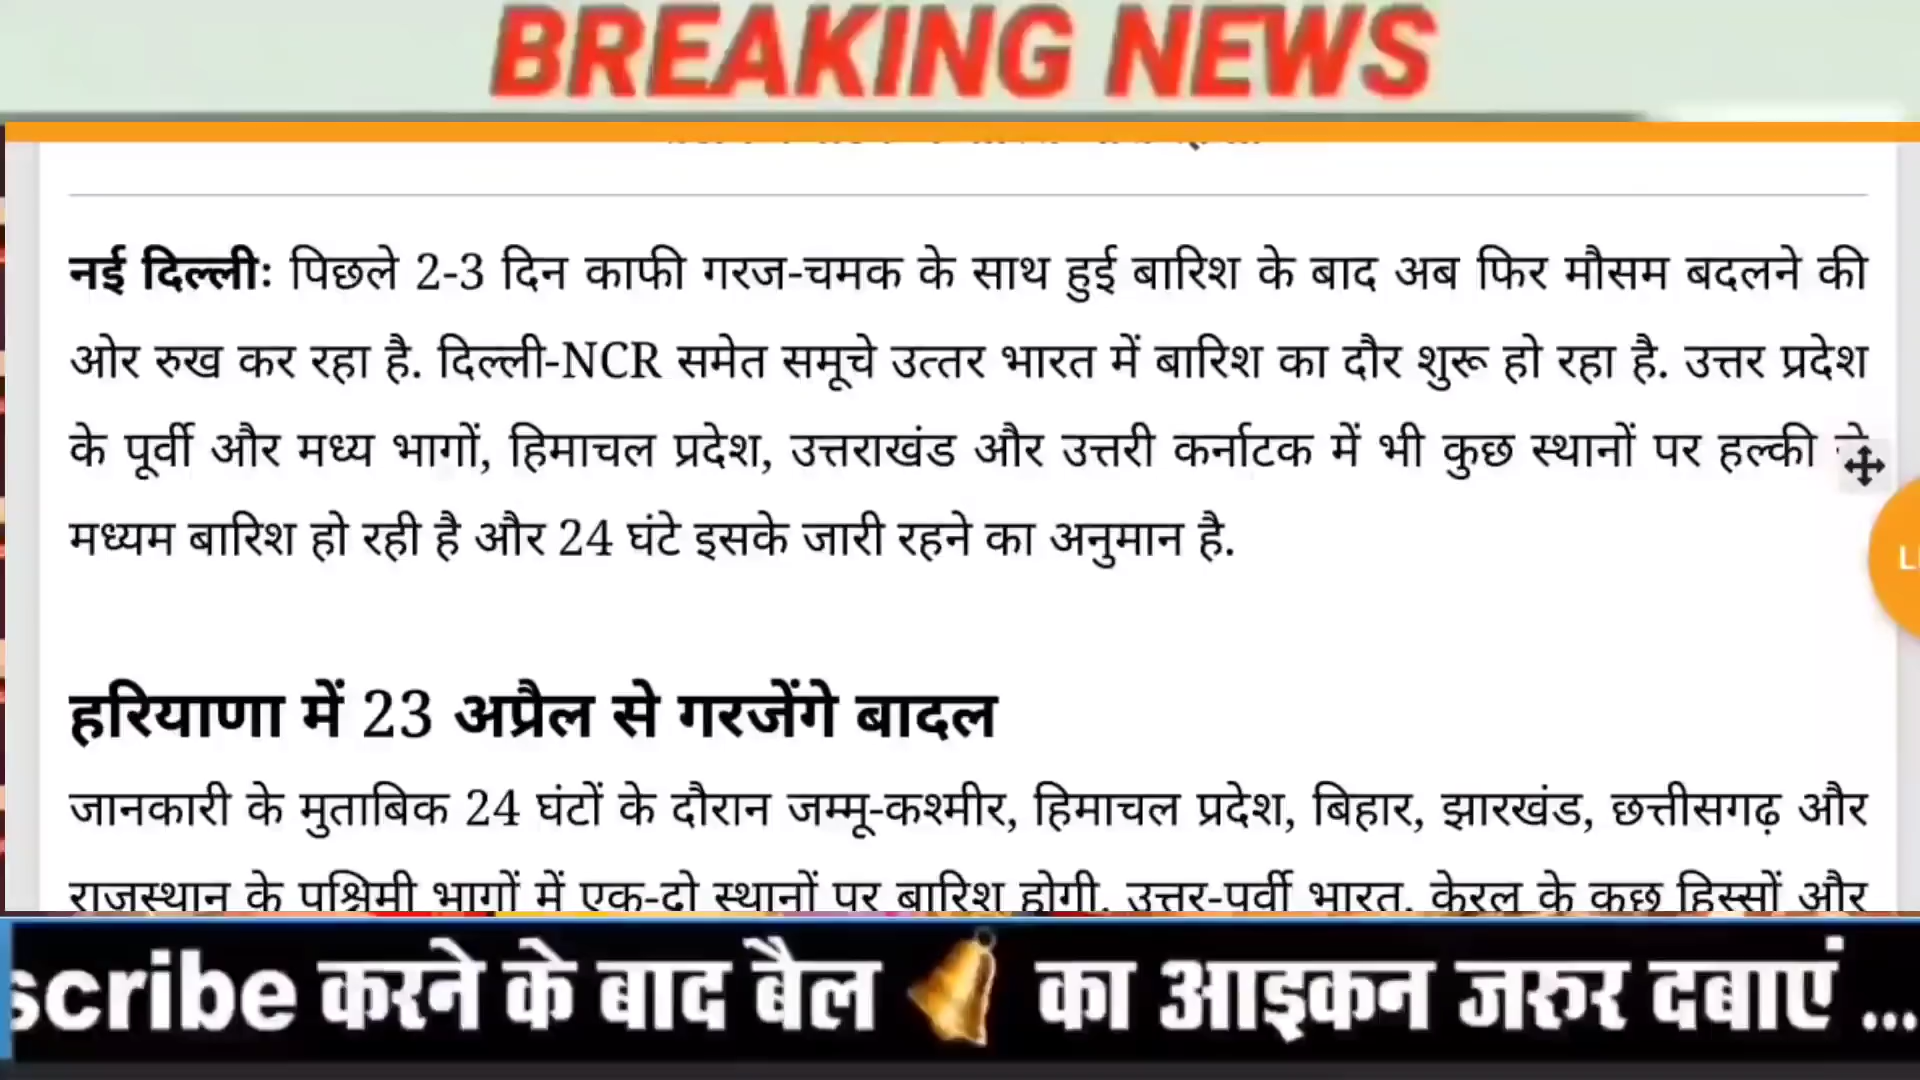 BREAKING NEWS
नई दिल्ली: पिछले 2-3 दिन काफी गरज-चमक के साथ हुई बारिश के बाद अब फिर मौसम बदलने की
ओर रुख कर रहा है. दिल्ली-NCR समेत समूचे उत्तर भारत में बारिश का दौर शुरू हो रहा है. उत्तर प्रदेश
के पूर्वी और मध्य भागों, हिमाचल प्रदेश, उत्तराखंड और उत्तरी कर्नाटक में भी कुछ स्थानों पर हल्की
मध्यम बारिश हो रही है और 24 घंटे इसके जारी रहने का अनुमान है.
हरियाणा में 23 अप्रैल से गरजेंगे बादल
जानकारी के मुताबिक 24 घंटों के दौरान जम्मू-कश्मीर, हिमाचल प्रदेश, बिहार, झारखंड, छत्तीसगढ़ और
राजस्थान के पश्चिमी भागों में एक-दो स्थानों पर बारिश होगी. उत्तर-पूर्वी भारत, केरल के कुछ हिस्सों और
scribe करने के बाद बैल का आइकन जरुर दबाएं ...